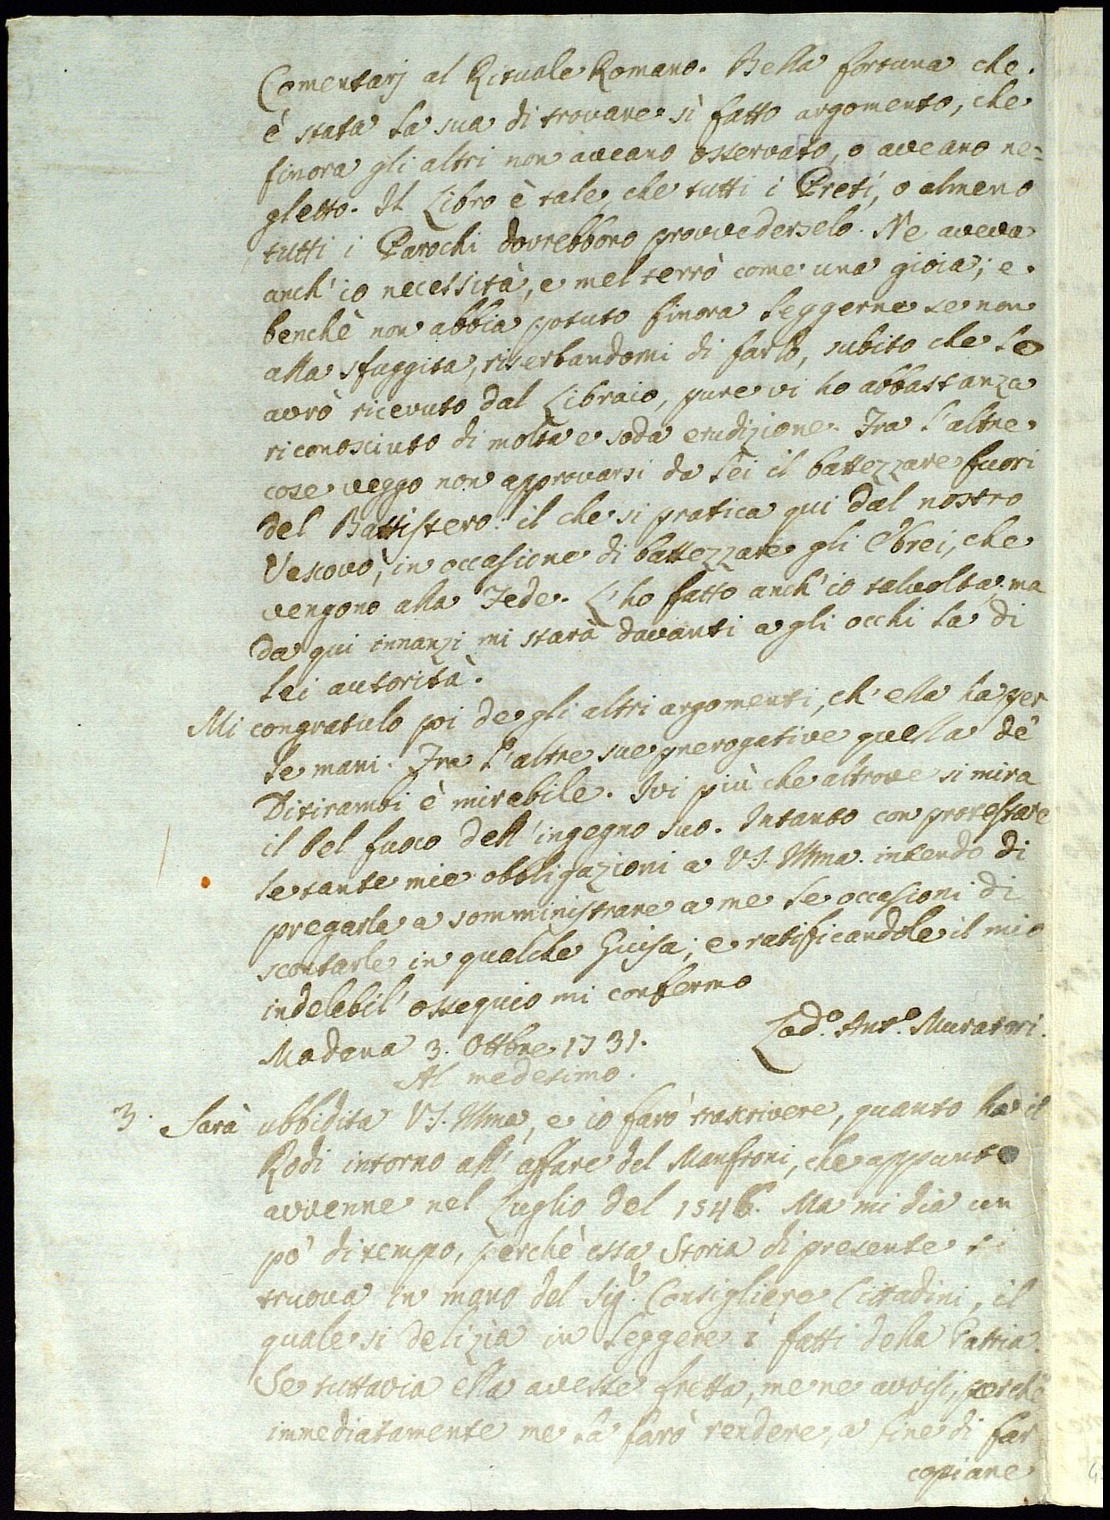 Comentarj al Rituale Romano. Bella fortuna che
è stata la sua di trovare sì fatto argomento, che
finora gli altri non aveano osservato, o aveano ne=
gletto. Il Libro è tale, che tutti i Preti, o almeno
tutti i Parochi dovrebbono provvederselo. Ne aveva
anch' io necessità, e mel terrò come una gioia; e
benchè non abbia potuto finora leggerne se non
alla sfuggita, riserbandomi di farlo, subito che lo
avrò ricevuto dal Libraio, pure vi ho abbastanza
riconosciuto di molta e soda erudizione. Fra l'altre
cose veggo non approvarsi da Lei il battezzare fuori
del Battistero: il che si pratica qui dal nostro
Vescovo, in occasione di battezzare gli Ebrei, che
vengono alla Fede. L'ho fatto anch'io talvolta: ma
da qui innanzi mi starà davanti agli occhi la di
lei autorità.
Mi congratulo poi degli altri argomenti, ch' ella ha per
le mani. Fra l'altre sue prerogative quella de'
Ditirambi è mirabile. Ivi più che altrove si mira
il bel fuoco dell'ingegno suo. Intanto con protestare
le tante mie obbligazioni a V.S. Illma. intendo di
pregarla a somministrare a me le occasioni di
scontarle in qualche Guisa; e ratificandole il mio
indelebil' ossequio mi confermo
Madana 3. Ottbre 1731.
Lod.o Ant.o Muratori.
Al medesimo.
3. Sarà ubbidita V.S. Illma, e io farò trascrivere, quanto ha il
Rodi intorno all' affare del Manfroni, che appunto
avvenne nel Luglio del 1546. Ma mi dia un
pò di tempo, perchè essa Storia di presente si
truova in mano del Sig.r Consigliere Cittadini, il
quale si delizia in leggere i fatti della Patria.
Se tuttavia ella avesse fretta, me ne avvisi, perchè
immediatamente me la farò rendere, a fine di far
copiare